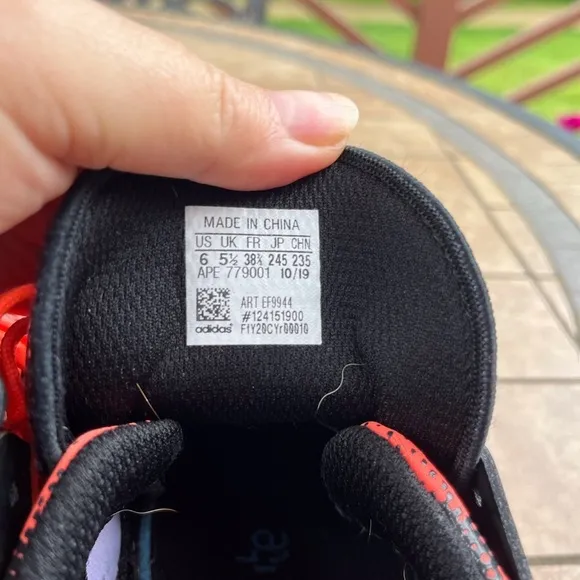 MADE IN CHINA
US UK FR JP CHN
6 5½ 38⅔ 245 235
APE 779001 10/19
ART EF9944
#124151900
adidas® F1Y20CYr00010